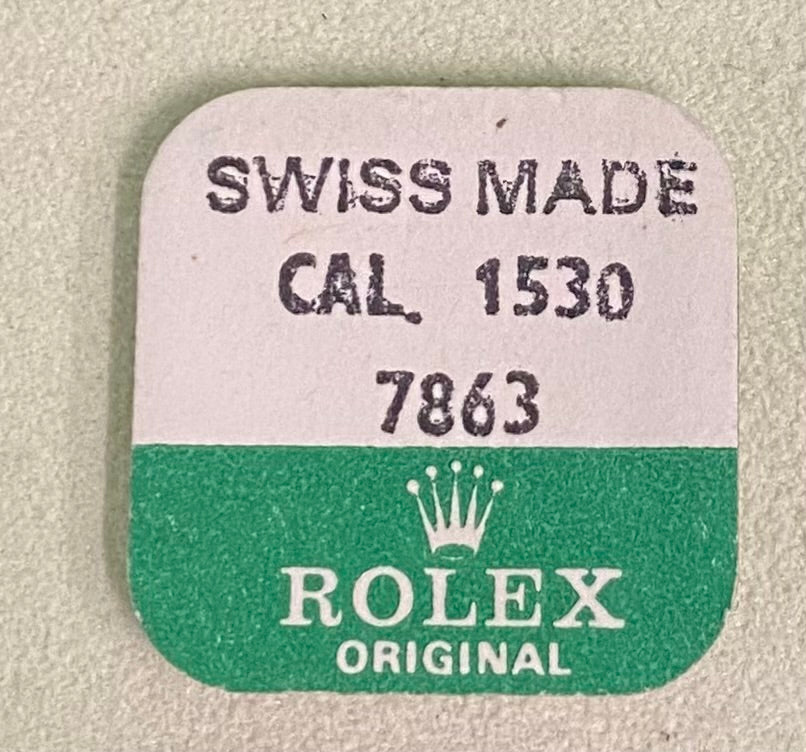 SWISS MADE
CAL. 1530
7863
ROLEX
ORIGINAL